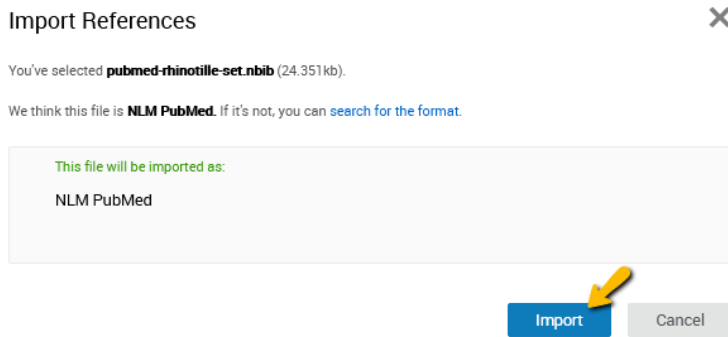 Import References
You've selected pubmed-rhinotille-set.nbib (24.351kb).
We think this file is NLM PubMed. If it's not, you can search for the format.
This file will be imported as:
NLM PubMed
Import
Cancel